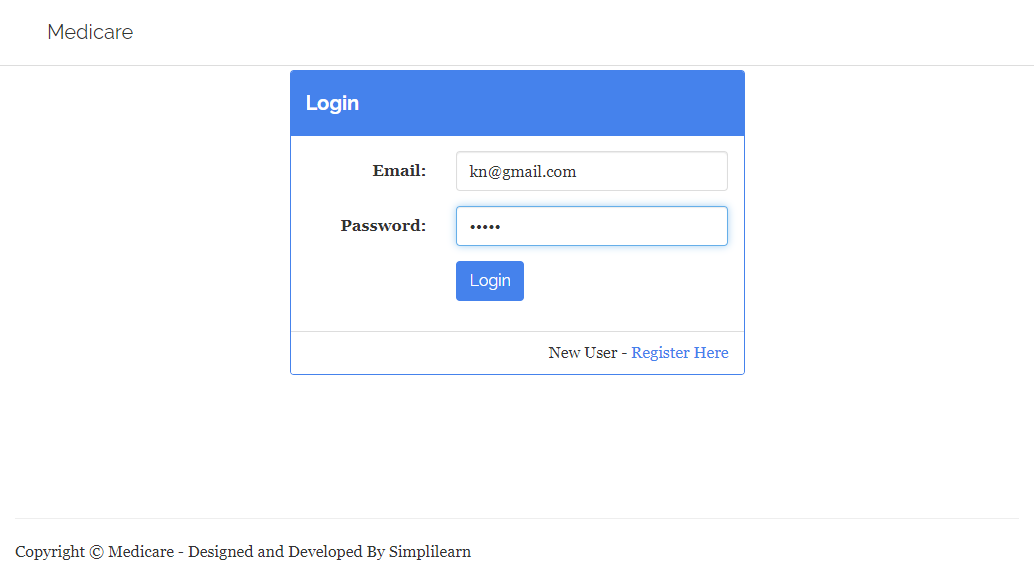 Medicare
Login
Email: kn@gmail.com
Password: •••••
Login
New User - Register Here
Copyright © Medicare - Designed and Developed By Simplilearn